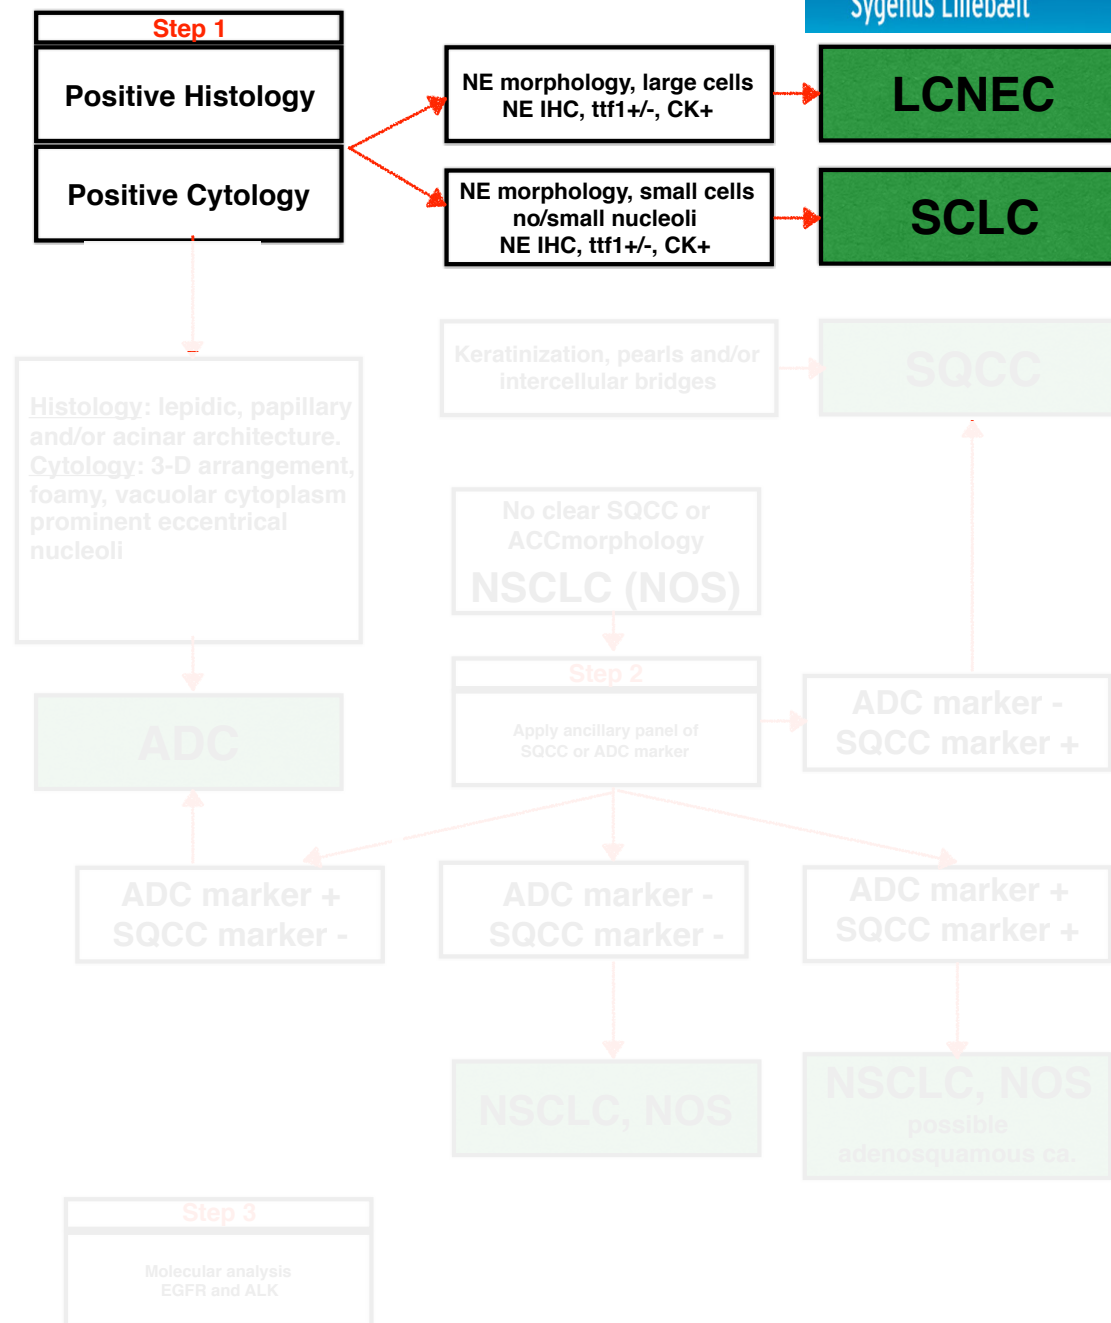 Sygehus Lillebælt
Step 1
Positive Histology
Positive Cytology
NE morphology, large cells
NE IHC, ttf1+/-, CK+
LCNEC
NE morphology, small cells
no/small nucleoli
NE IHC, ttf1+/-, CK+
SCLC
Keratinization, pearls and/or
intercellular bridges
SQCC
Histology: lepidic, papillary
and/or acinar architecture.
Cytology: 3-D arrangement,
foamy, vacuolar cytoplasm
prominent eccentrical
nucleoli
No clear SQCC or
ACCmorphology
NSCLC (NOS)
Step 2
Apply ancillary panel of
SQCC or ADC marker
ADC marker -
SQCC marker +
ADC
ADC marker +
SQCC marker -
ADC marker -
SQCC marker -
ADC marker +
SQCC marker +
NSCLC, NOS
NSCLC, NOS
possible
adenosquamous ca.
Step 3
Molecular analysis
EGFR and ALK